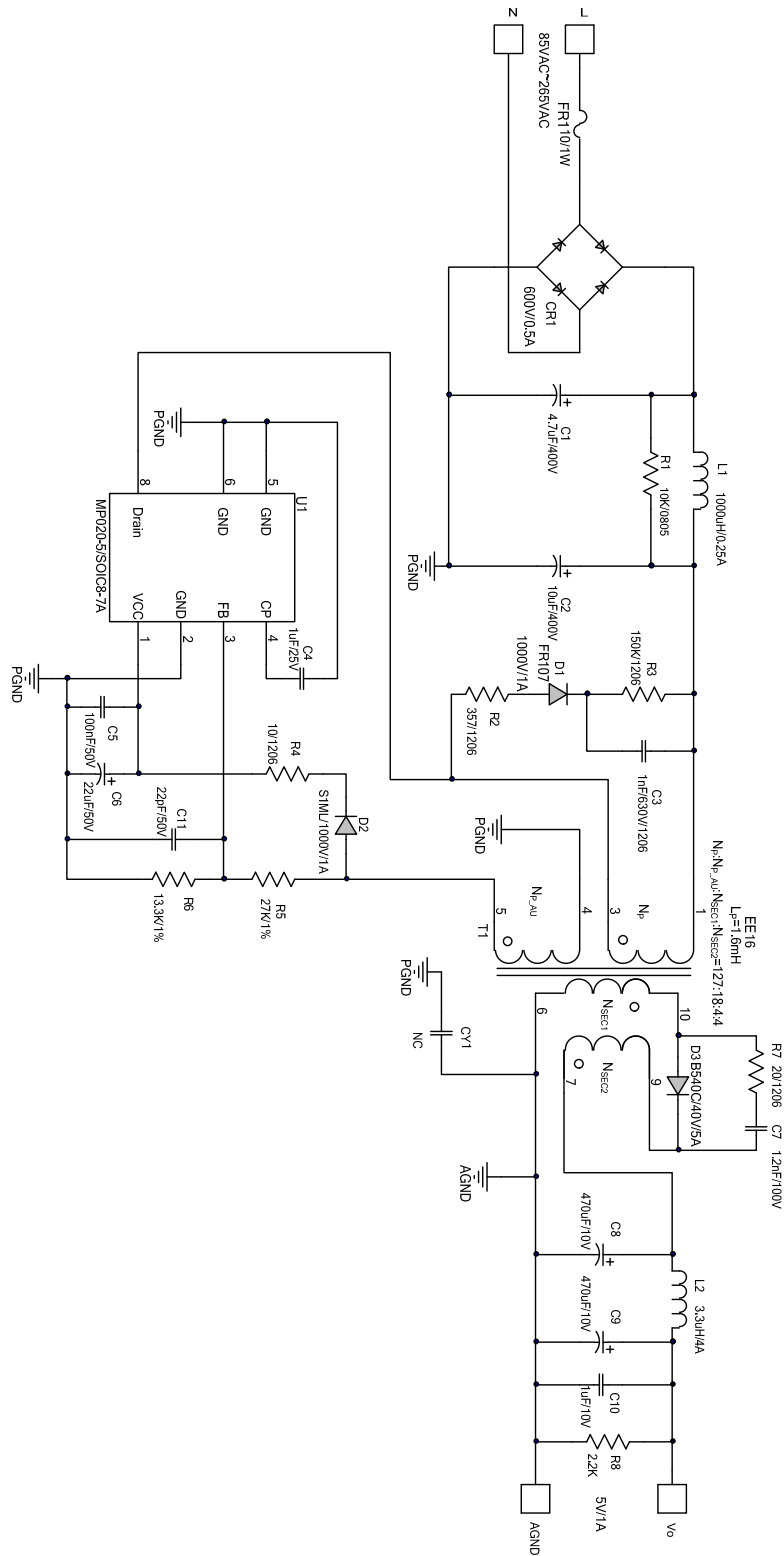 L
N
85VAC~265VAC
FR1 10/1W
CR1
600V/0.5A
C1
4.7uF/400V
L1
1000uH/0.25A
R1
10K/0805
C2
10uF/400V
PGND
R3
150K/1206
C3
1nF/630V/1206
D1
FR107
1000V/1A
R2
357/1206
EE16
LP=1.6mH
NP:NP_AU:NSEC1:NSEC2=127:18:4:4
1
NP
3
4
NP_AU
5
T1
PGND
10
NSEC1
6
9
NSEC2
7
R7
20/1206
C7
1.2nF/100V
D3 B540C/40V/5A
CY1
NC
PGND
AGND
C8
470uF/10V
L2
3.3uH/4A
C9
470uF/10V
C10
1uF/10V
R8
2.2K
5V/1A
Vo
AGND
PGND
U1
MP020-5/SOIC8-7A
5
GND
6
GND
8
Drain
CP
4
FB
3
GND
2
VCC
1
C4
1uF/25V
PGND
C5
100nF/50V
C6
22uF/50V
R4
10/1206
D2
S1ML/1000V/1A
C11
22pF/50V
R5
27K/1%
R6
13.3K/1%